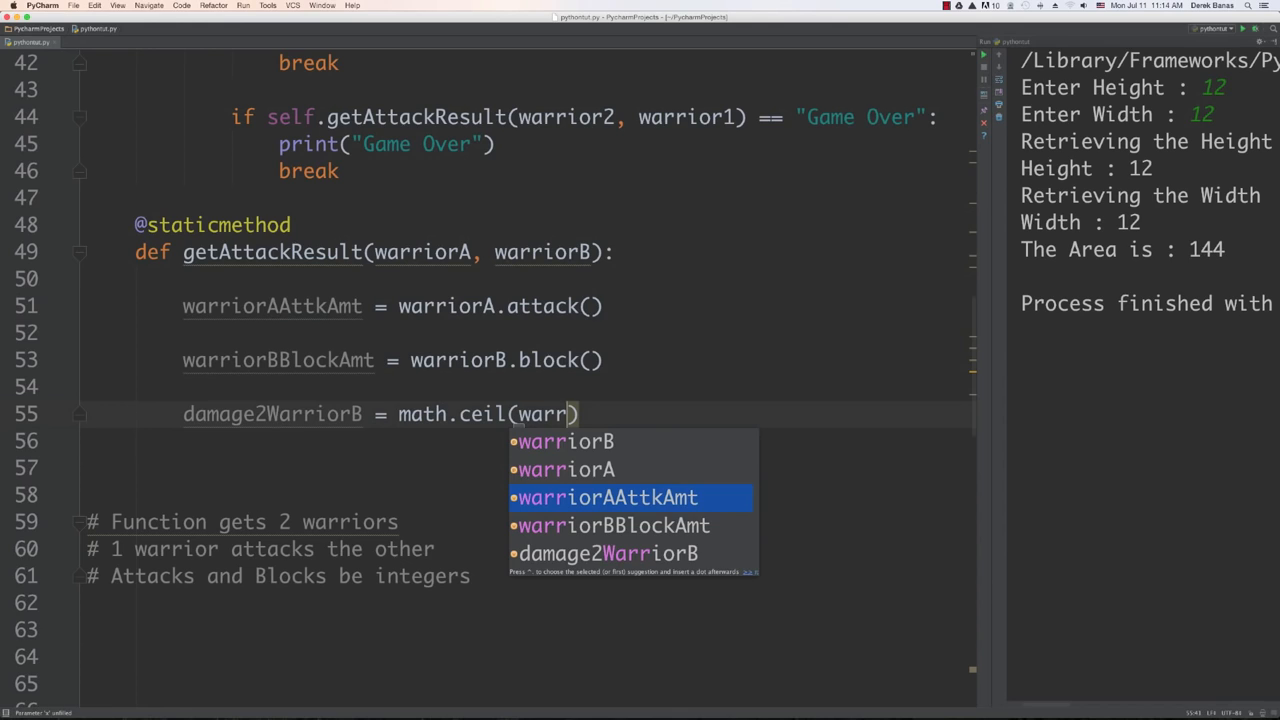 PyCharm File Edit View Navigate Code Refactor Run Tools VCS Window Help
10 Mon Jul 11 11:14 AM Derek Banas
pythontut.py - PycharmProjects - [~/PycharmProjects]
PycharmProjects pythontut.py pythontut
pythontut.py
Run pythontut
42 break
43
44 if self.getAttackResult(warrior2, warrior1) == "Game Over":
45 print("Game Over")
46 break
47
48 @staticmethod
49 def getAttackResult(warriorA, warriorB):
50
51 warriorAAttkAmt = warriorA.attack()
52
53 warriorBBlockAmt = warriorB.block()
54
55 damage2WarriorB = math.ceil(warr)
56
57
58
59 # Function gets 2 warriors
60 # 1 warrior attacks the other
61 # Attacks and Blocks be integers
62
63
64
65
warriorB
warriorA
warriorAAttkAmt
warriorBBlockAmt
damage2WarriorB
Press ^. to choose the selected (or first) suggestion and insert a dot afterwards >>
/Library/Frameworks/Py
Enter Height : 12
Enter Width : 12
Retrieving the Height
Height : 12
Retrieving the Width
Width : 12
The Area is : 144
Process finished with
Parameter 'x' unfilled
55:41 LF UTF-8